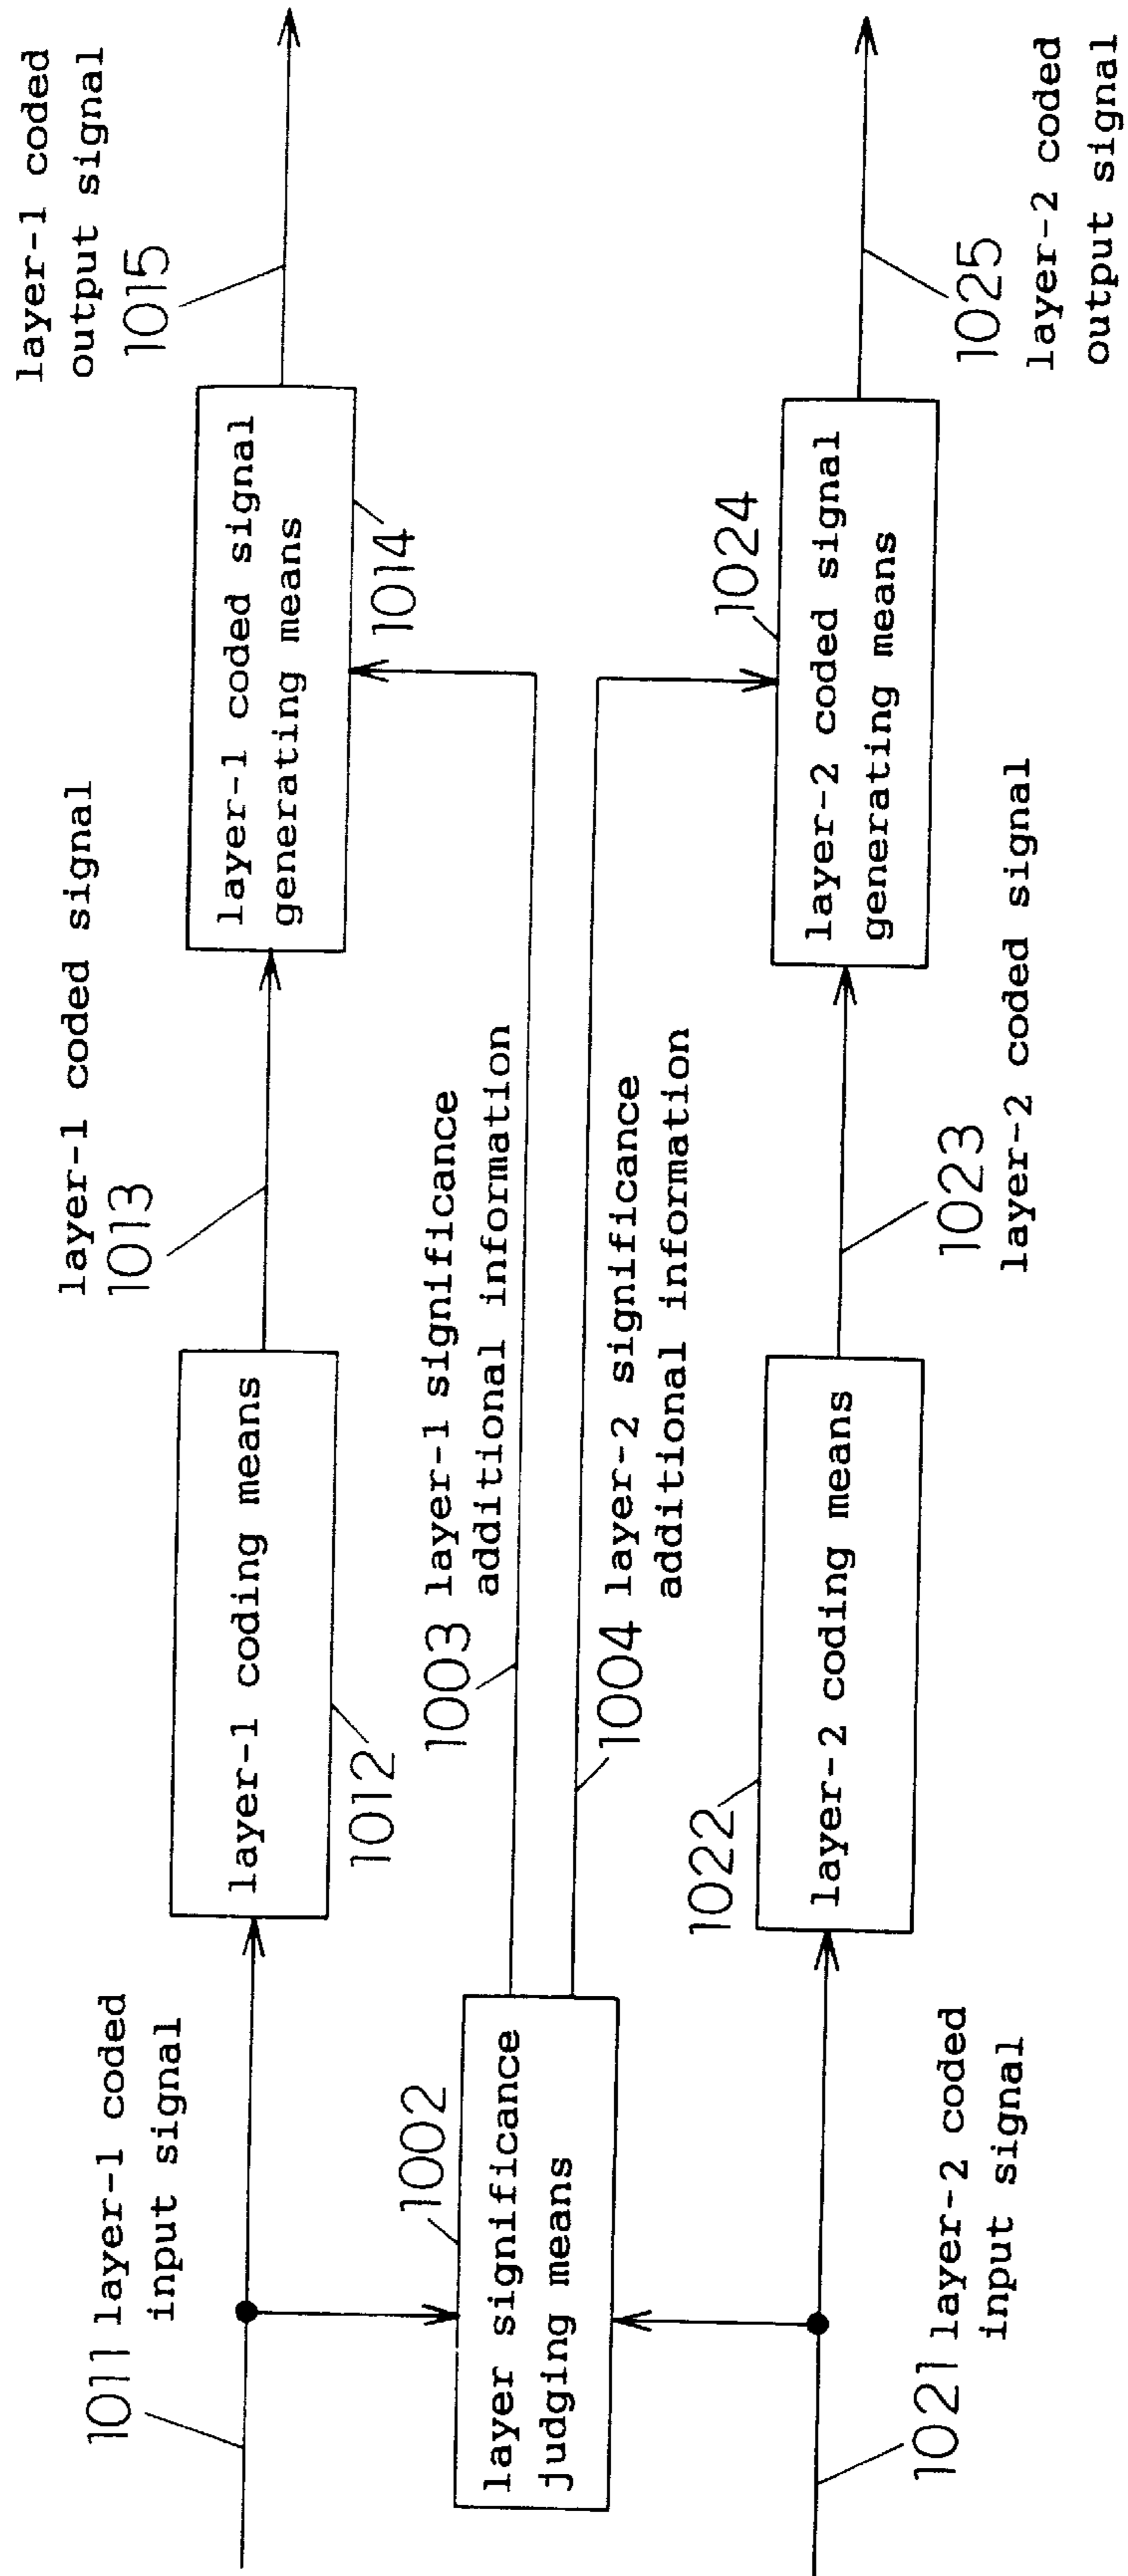 1011 layer-1 coded
input signal
layer-1 coding means
1012
layer-1 coded signal
1013
layer-1 coded signal
generating means
1014
layer-1 coded
output signal
1015
1002
layer significance
judging means
1003 layer-1 significance
additional information
1004 layer-2 significance
additional information
1021 layer-2 coded
input signal
1022
layer-2 coding means
1023
layer-2 coded signal
1024
layer-2 coded signal
generating means
1025
layer-2 coded
output signal